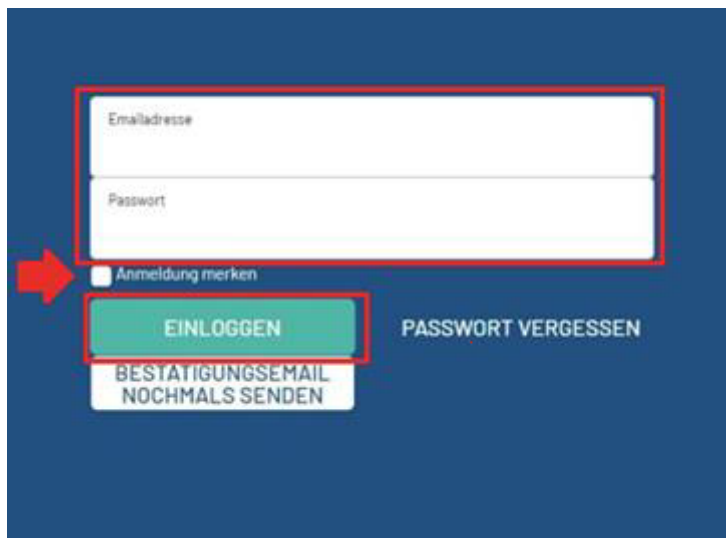 Emailadresse
Passwort
Anmeldung merken
EINLOGGEN
PASSWORT VERGESSEN
BESTÄTIGUNGSEMAIL
NOCHMALS SENDEN